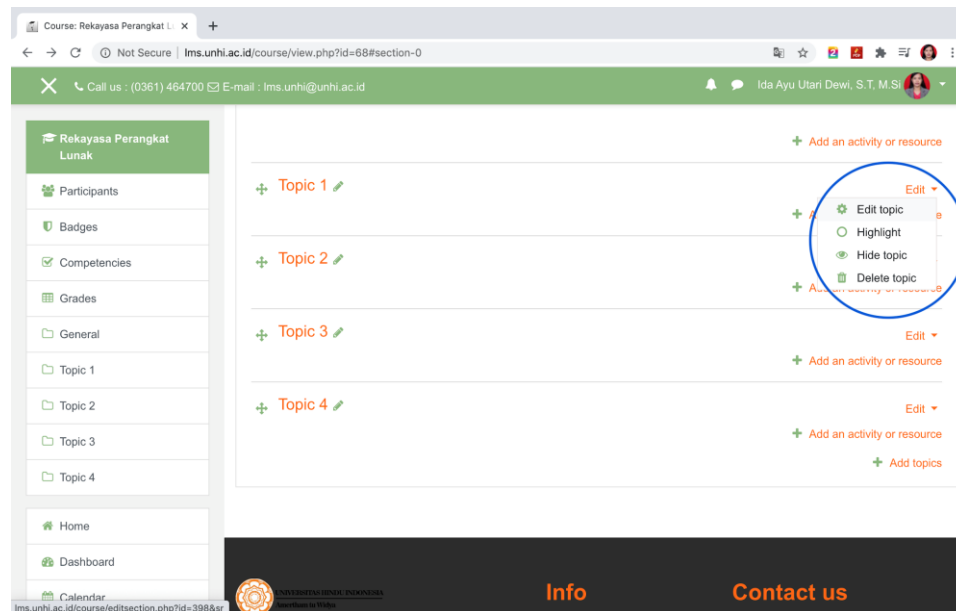 Course: Rekayasa Perangkat L
Not Secure | lms.unhi.ac.id/course/view.php?id=68#section-0
Call us : (0361) 464700 E-mail : lms.unhi@unhi.ac.id
Ida Ayu Utari Dewi, S.T, M.Si
Rekayasa Perangkat
Lunak
Participants
Badges
Competencies
Grades
General
Topic 1
Topic 2
Topic 3
Topic 4
Home
Dashboard
Calendar
lms.unhi.ac.id/course/editsection.php?id=398&sr
+ Add an activity or resource
Topic 1
Edit
Edit topic
Highlight
Hide topic
Delete topic
Topic 2
Topic 3
Edit
+ Add an activity or resource
Topic 4
Edit
+ Add an activity or resource
+ Add topics
UNIVERSITAS HINDU INDONESIA
Info
Contact us